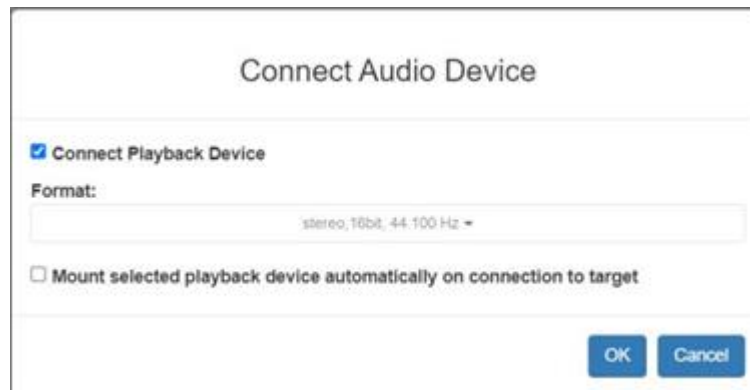 Connect Audio Device
Connect Playback Device
Format:
stereo,16bit, 44.100 Hz
Mount selected playback device automatically on connection to target
OK Cancel